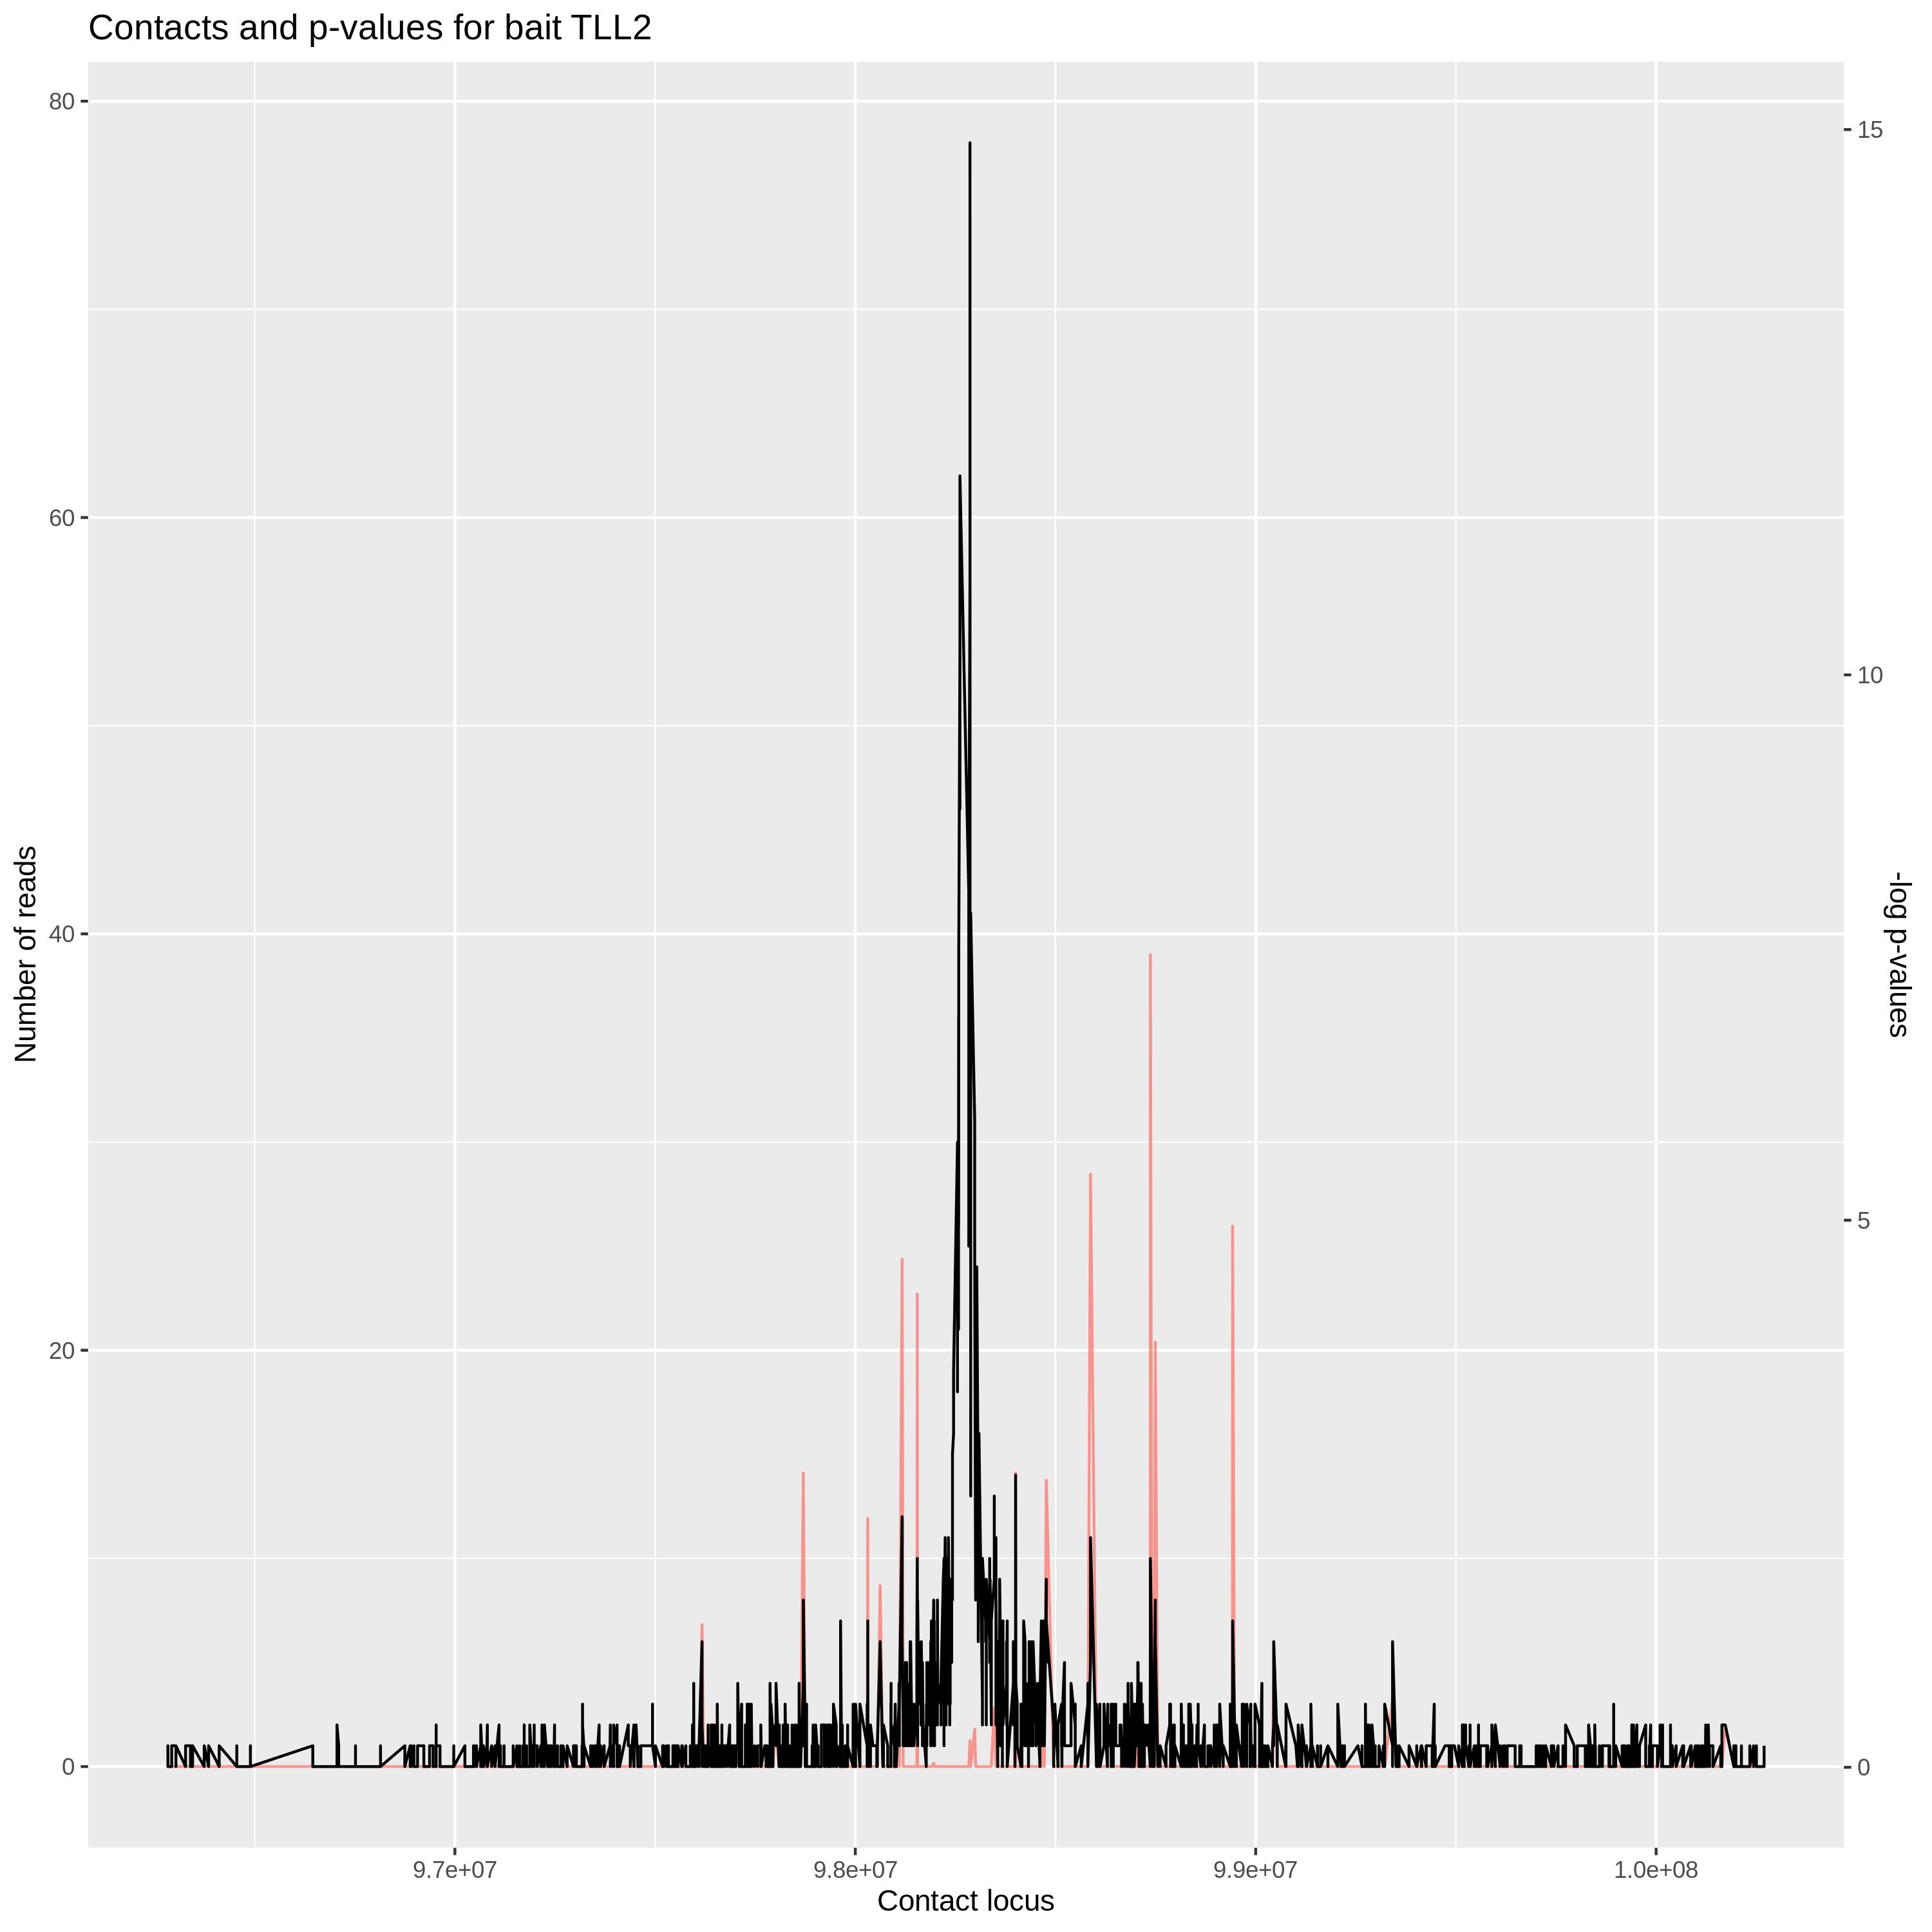 Contacts and p-values for bait TLL2
80
60
40
20
0
Number of reads
15
10
5
0
-log p-values
9.7e+07
9.8e+07
9.9e+07
1.0e+08
Contact locus